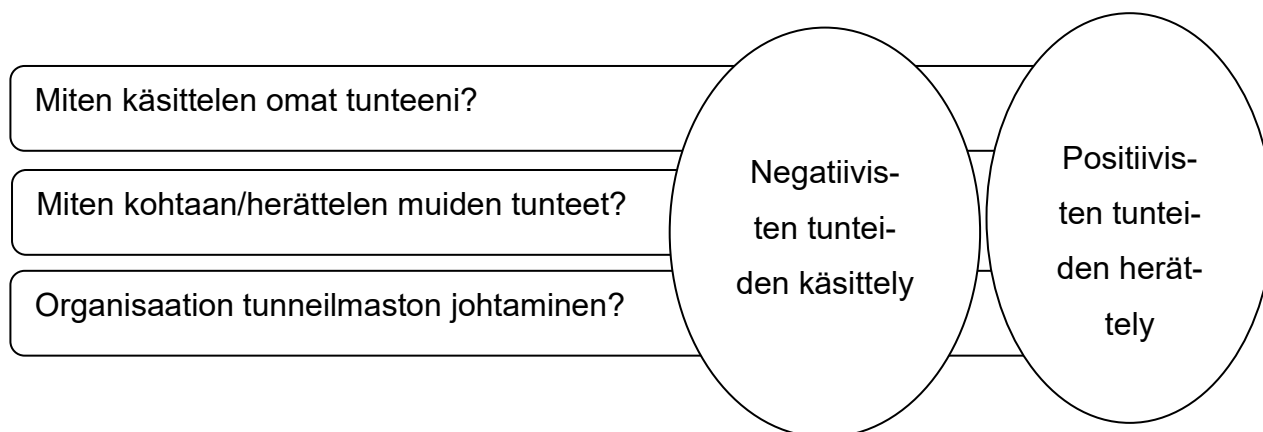 Miten käsittelen omat tunteeni?
Miten kohtaan/herättelen muiden tunteet?
Organisaation tunneilmaston johtaminen?
Negatiivis-
ten tuntei-
den käsittely
Positiivis-
ten tuntei-
den herät-
tely